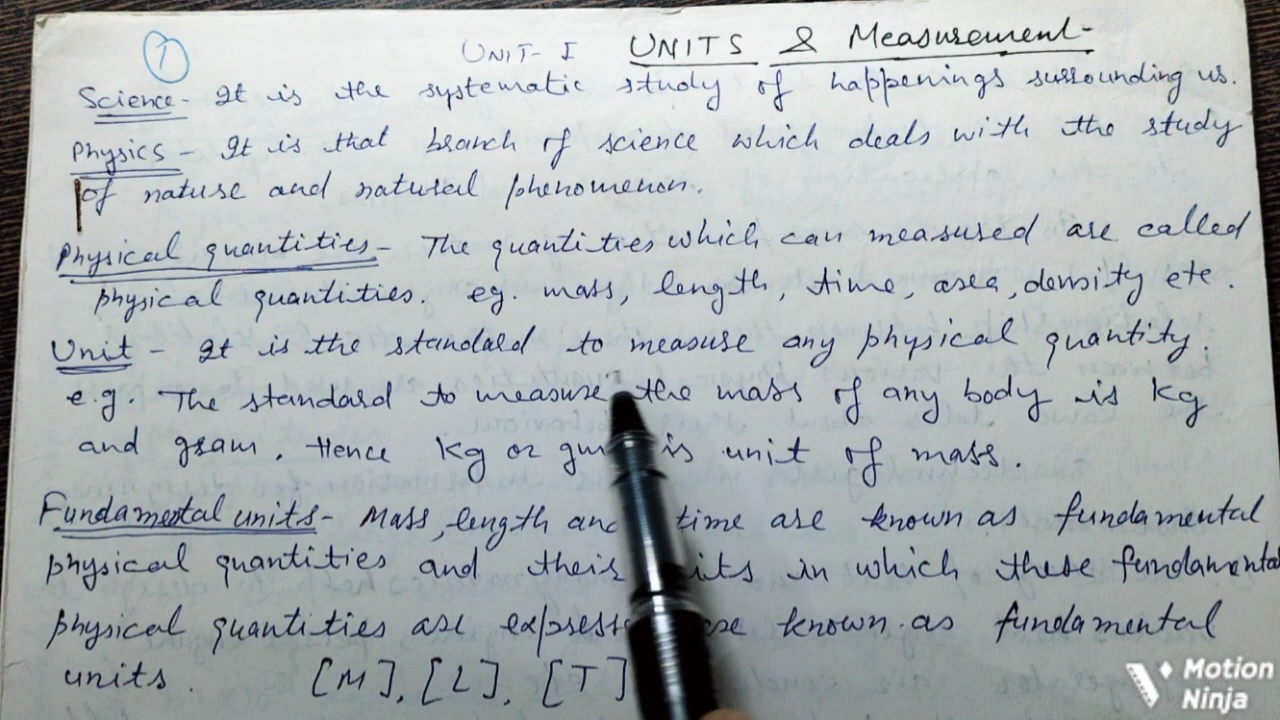 1 UNIT-I UNITS & Measurement-
Science- It is the systematic study of happenings surrounding us.
Physics - It is that branch of science which deals with the study
of nature and natural phenomenon.
Physical quantities- The quantities which can measured are called
physical quantities. eg. mass, length, time, area, density etc.
Unit - It is the standard to measure any physical quantity.
e.g. The standard to measure the mass of any body is kg
and gram. Hence kg or is unit of mass.
Fundamental units- Mass, length and time are known as fundamental
physical quantities and their in which these fundamental
physical quantities are known as fundamental
units. [M], [L], [T]
Motion
Ninja